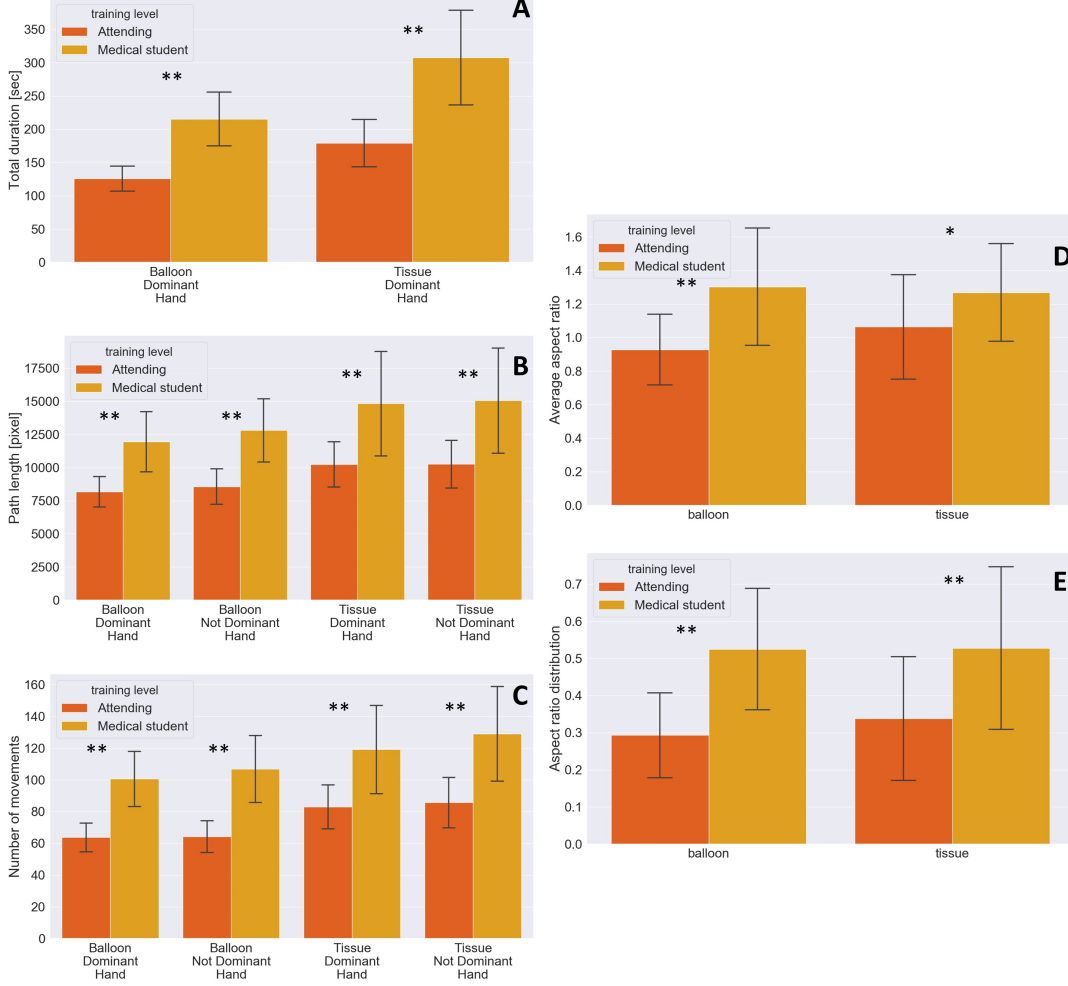 A
training level
Attending
Medical student
**
**
Total duration [sec]
350
300
250
200
150
100
50
0
Balloon
Dominant
Hand
Tissue
Dominant
Hand
B
training level
Attending
Medical student
**
**
**
**
Path length [pixel]
17500
15000
12500
10000
7500
5000
2500
0
Balloon
Dominant
Hand
Balloon
Not Dominant
Hand
Tissue
Dominant
Hand
Tissue
Not Dominant
Hand
C
training level
Attending
Medical student
**
**
**
**
Number of movements
160
140
120
100
80
60
40
20
0
Balloon
Dominant
Hand
Balloon
Not Dominant
Hand
Tissue
Dominant
Hand
Tissue
Not Dominant
Hand
D
training level
Attending
Medical student
**
*
Average aspect ratio
1.6
1.4
1.2
1.0
0.8
0.6
0.4
0.2
0.0
balloon
tissue
E
training level
Attending
Medical student
**
**
Aspect ratio distribution
0.7
0.6
0.5
0.4
0.3
0.2
0.1
0.0
balloon
tissue